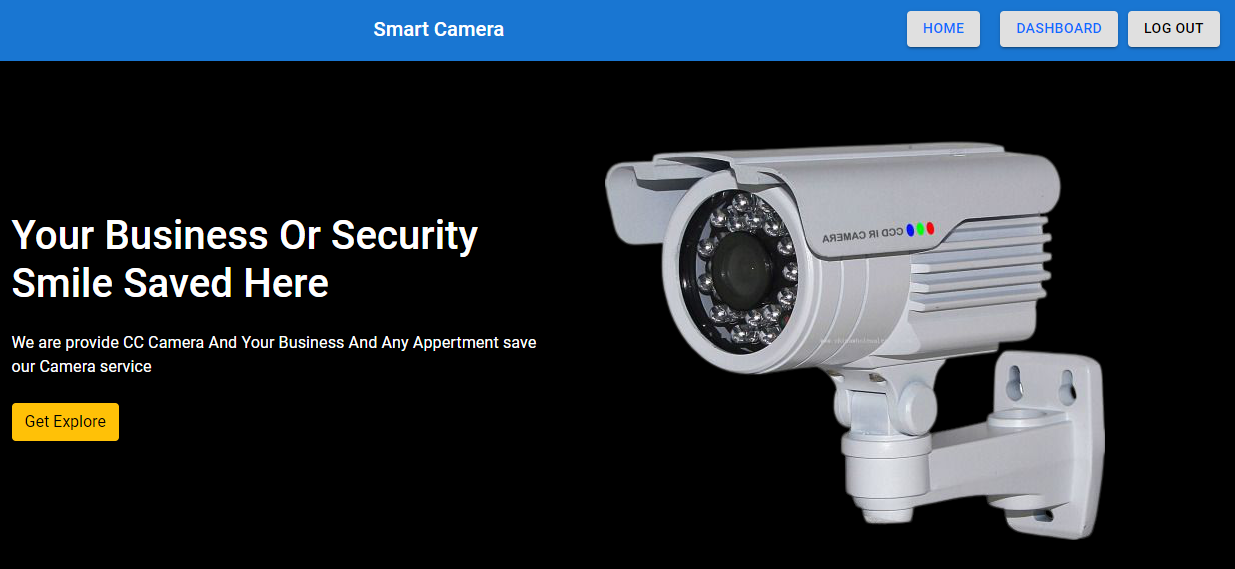 Smart Camera
HOME
DASHBOARD
LOG OUT
Your Business Or Security
Smile Saved Here
We are provide CC Camera And Your Business And Any Appertment save
our Camera service
Get Explore
CCD IR CAMERA